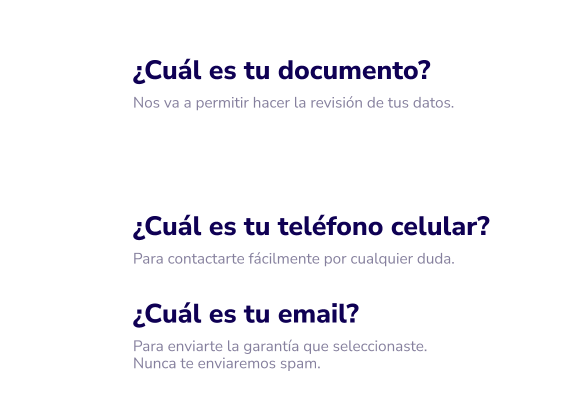 ¿Cuál es tu documento?
Nos va a permitir hacer la revisión de tus datos.
¿Cuál es tu teléfono celular?
Para contactarte fácilmente por cualquier duda.
¿Cuál es tu email?
Para enviarte la garantía que seleccionaste.
Nunca te enviaremos spam.